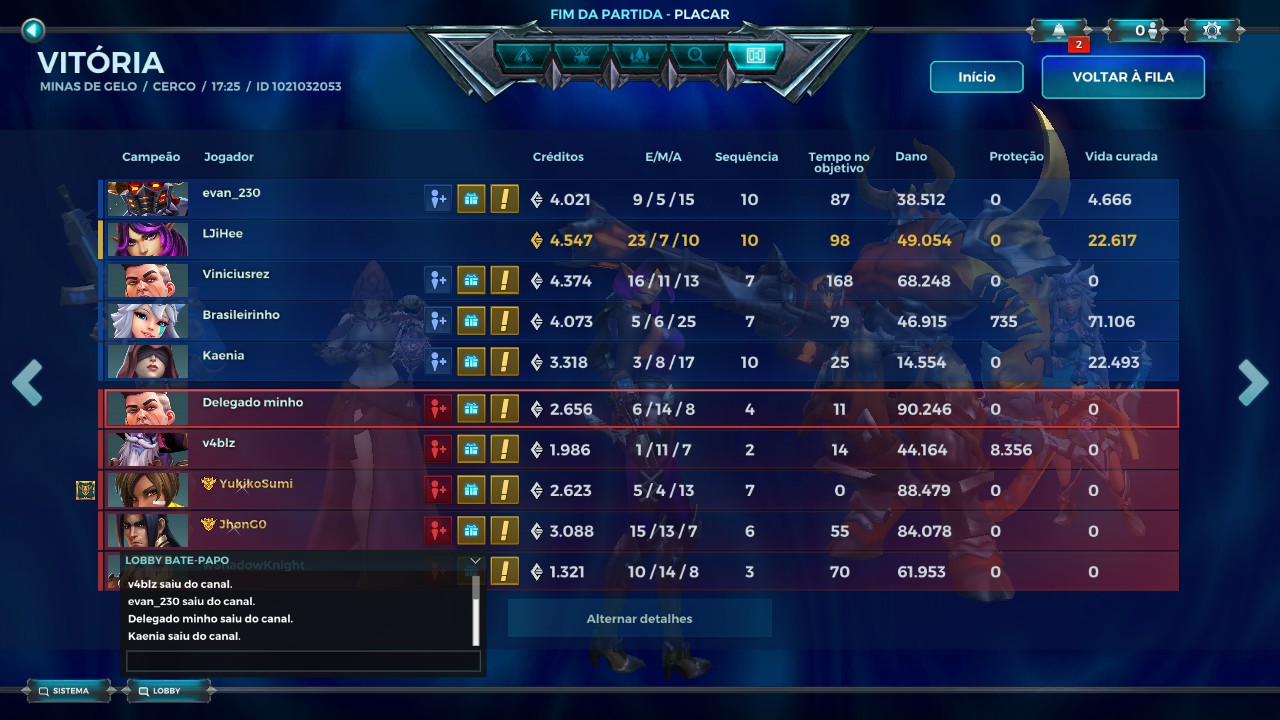 FIM DA PARTIDA - PLACAR
0
2
VITÓRIA
MINAS DE GELO / CERCO / 17:25 / ID 1021032053
Início
VOLTAR À FILA
Campeão Jogador Créditos E/M/A Sequência Tempo no objetivo Dano Proteção Vida curada
evan_230 4.021 9 / 5 / 15 10 87 38.512 0 4.666
LJiHee 4.547 23 / 7 / 10 10 98 49.054 0 22.617
Viniciusrez 4.374 16 / 11 / 13 7 168 68.248 0 0
Brasileirinho 4.073 5 / 6 / 25 7 79 46.915 735 71.106
Kaenia 3.318 3 / 8 / 17 10 25 14.554 0 22.493
Delegado minho 2.656 6 / 14 / 8 4 11 90.246 0 0
v4blz 1.986 1 / 11 / 7 2 14 44.164 8.356 0
YukikoSumi 2.623 5 / 4 / 13 7 0 88.479 0 0
JhønG0 3.088 15 / 13 / 7 6 55 84.078 0 0
1.321 10 / 14 / 8 3 70 61.953 0 0
LOBBY BATE-PAPO
v4blz saiu do canal.
evan_230 saiu do canal.
Delegado minho saiu do canal.
Kaenia saiu do canal.
Alternar detalhes
SISTEMA
LOBBY